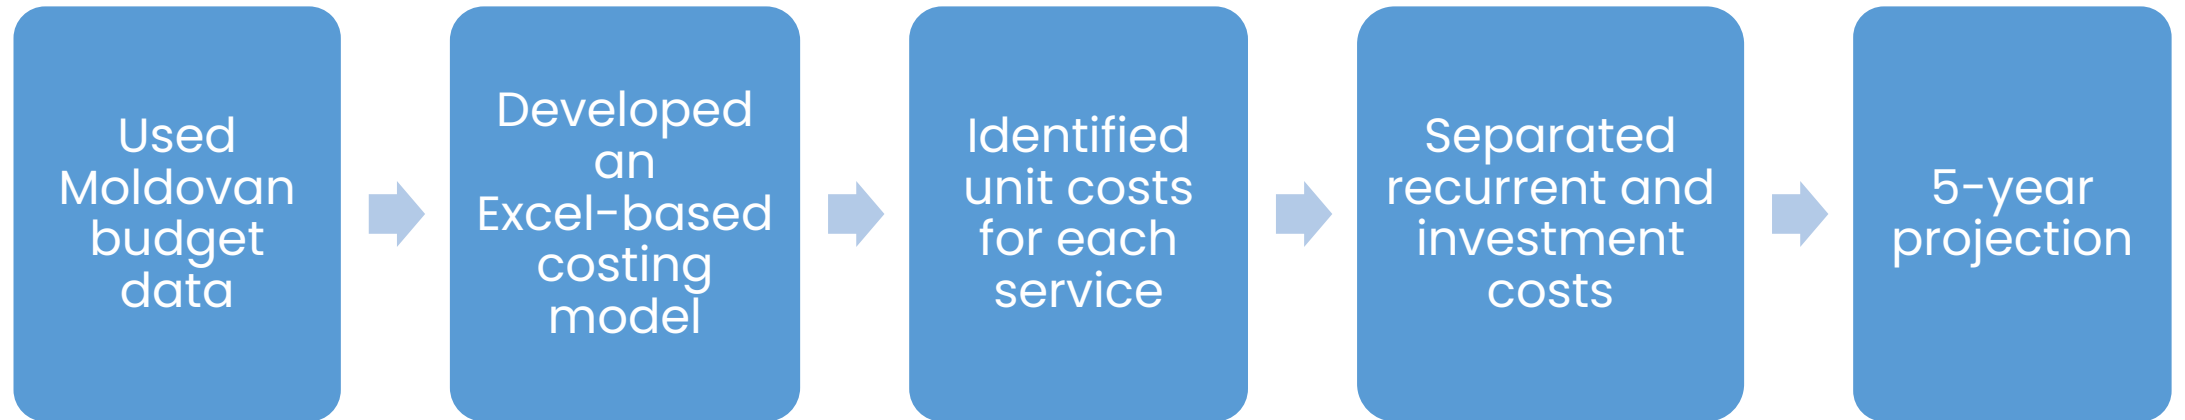 Used
Moldovan
budget
data
Developed
an
Excel-based
costing
model
Identified
unit costs
for each
service
Separated
recurrent and
investment
costs
5-year
projection